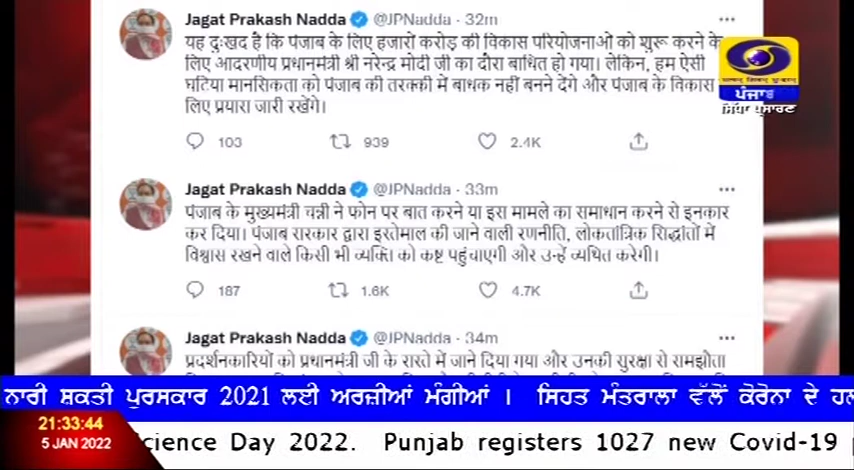 Jagat Prakash Nadda @JPNadda · 32m
यह दुःखद है कि पंजाब के लिए हजारों करोड़ की विकास परियोजनाओं को शुरू करने के
लिए आदरणीय प्रधानमंत्री श्री नरेन्द्र मोदी जी का दौरा बाधित हो गया। लेकिन, हम ऐसी
घटिया मानसिकता को पंजाब की तरक्की में बाधक नहीं बनने देंगे और पंजाब के विकास
लिए प्रयास जारी रखेंगे।
103 939 2.4K
ਪੰਜਾਬੀ
ਸਿੱਧਾ ਪ੍ਰਸਾਰਣ
Jagat Prakash Nadda @JPNadda · 33m
पंजाब के मुख्यमंत्री चन्नी ने फोन पर बात करने या इस मामले का समाधान करने से इनकार
कर दिया। पंजाब सरकार द्वारा इस्तेमाल की जाने वाली रणनीति, लोकतांत्रिक सिद्धांतों में
विश्वास रखने वाले किसी भी व्यक्ति को कष्ट पहुंचाएगी और उन्हें व्यथित करेगी।
187 1.6K 4.7K
Jagat Prakash Nadda @JPNadda · 34m
प्रदर्शनकारियों को प्रधानमंत्री जी के रास्ते में जाने दिया गया और उनकी सुरक्षा से समझौता
ਨਾਰੀ ਸ਼ਕਤੀ ਪੁਰਸਕਾਰ 2021 ਲਈ ਅਰਜ਼ੀਆਂ ਮੰਗੀਆਂ । ਸਿਹਤ ਮੰਤਰਾਲਾ ਵੱਲੋਂ ਕੋਰੋਨਾ ਦੇ
21:33:44
5 JAN 2022
Science Day 2022. Punjab registers 1027 new Covid-19